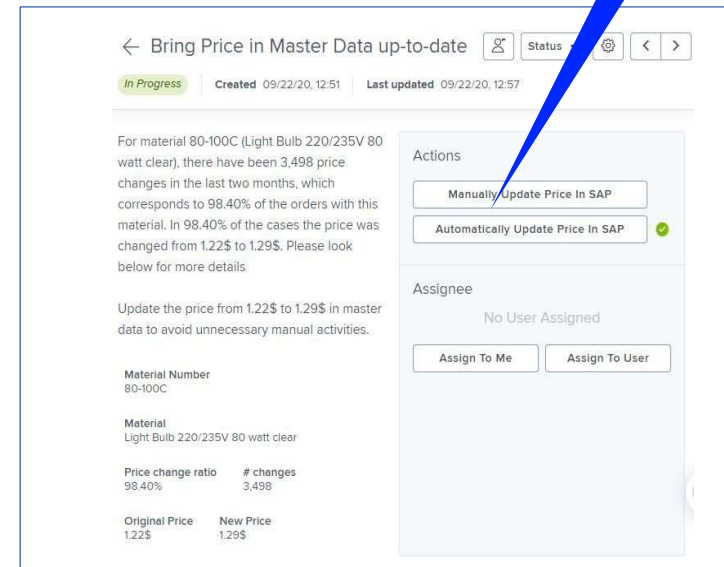 ← Bring Price in Master Data up-to-date
Status
In Progress
Created 09/22/20, 12:51
Last updated 09/22/20, 12:57
For material 80-100C (Light Bulb 220/235V 80
watt clear), there have been 3,498 price
changes in the last two months, which
corresponds to 98.40% of the orders with this
material. In 98.40% of the cases the price was
changed from 1.22$ to 1.29$. Please look
below for more details
Update the price from 1.22$ to 1.29$ in master
data to avoid unnecessary manual activities.
Material Number
80-100C
Material
Light Bulb 220/235V 80 watt clear
Price change ratio # changes
98.40% 3,498
Original Price New Price
1.22$ 1.29$
Actions
Manually Update Price In SAP
Automatically Update Price In SAP
Assignee
No User Assigned
Assign To Me Assign To User